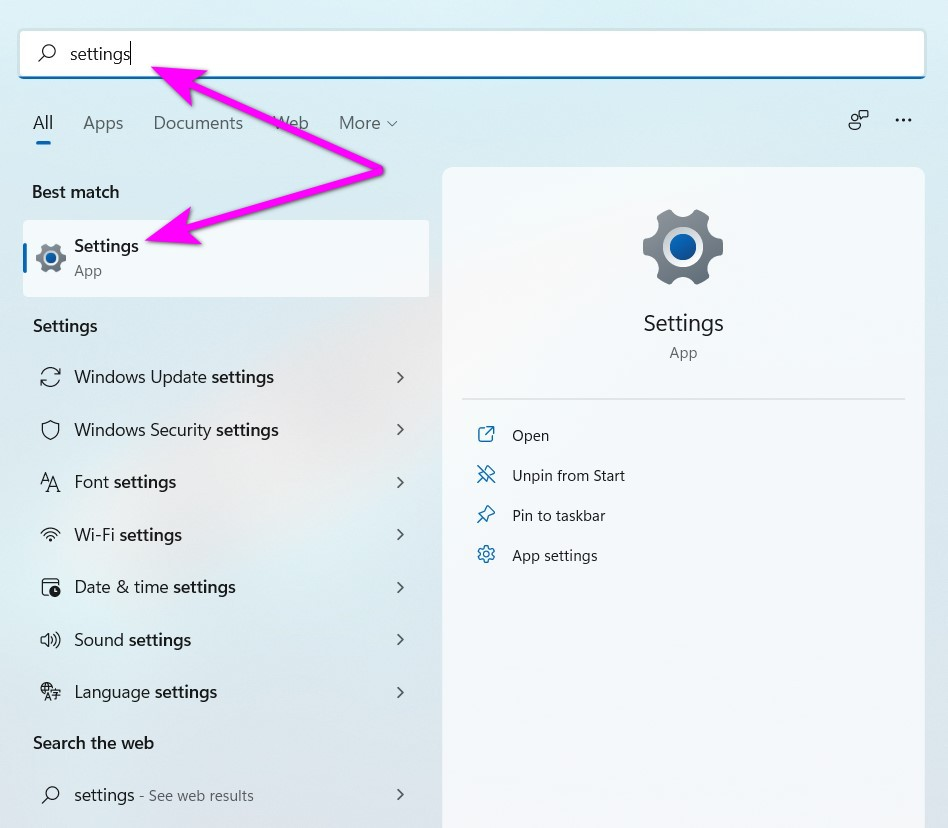 settings
All Apps Documents Web More
Best match
Settings
App
Settings
Windows Update settings
Windows Security settings
Font settings
Wi-Fi settings
Date & time settings
Sound settings
Language settings
Search the web
settings - See web results
Settings
App
Open
Unpin from Start
Pin to taskbar
App settings